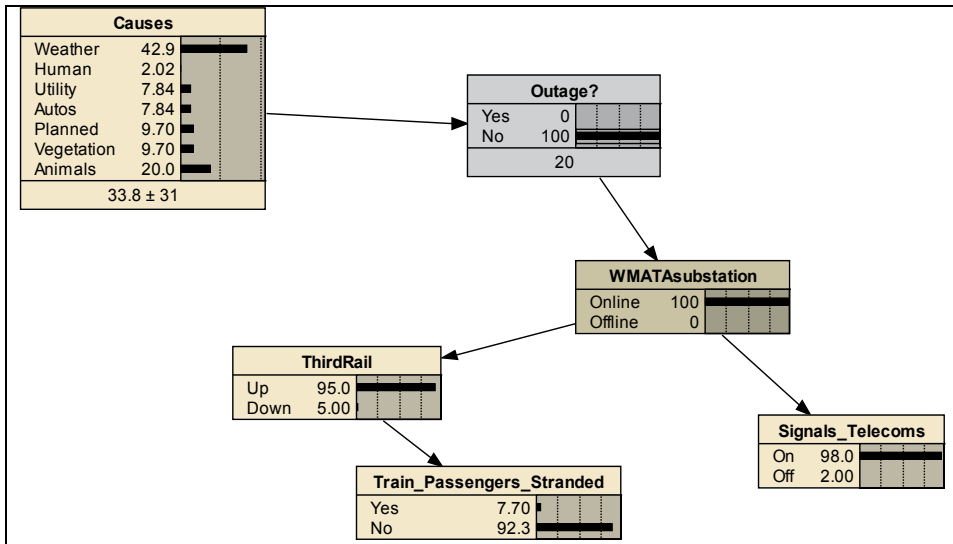 Causes
Weather 42.9
Human 2.02
Utility 7.84
Autos 7.84
Planned 9.70
Vegetation 9.70
Animals 20.0
33.8 ± 31
Outage?
Yes 0
No 100
20
WMATAsubstation
Online 100
Offline 0
ThirdRail
Up 95.0
Down 5.00
Signals_Telecoms
On 98.0
Off 2.00
Train_Passengers_Stranded
Yes 7.70
No 92.3